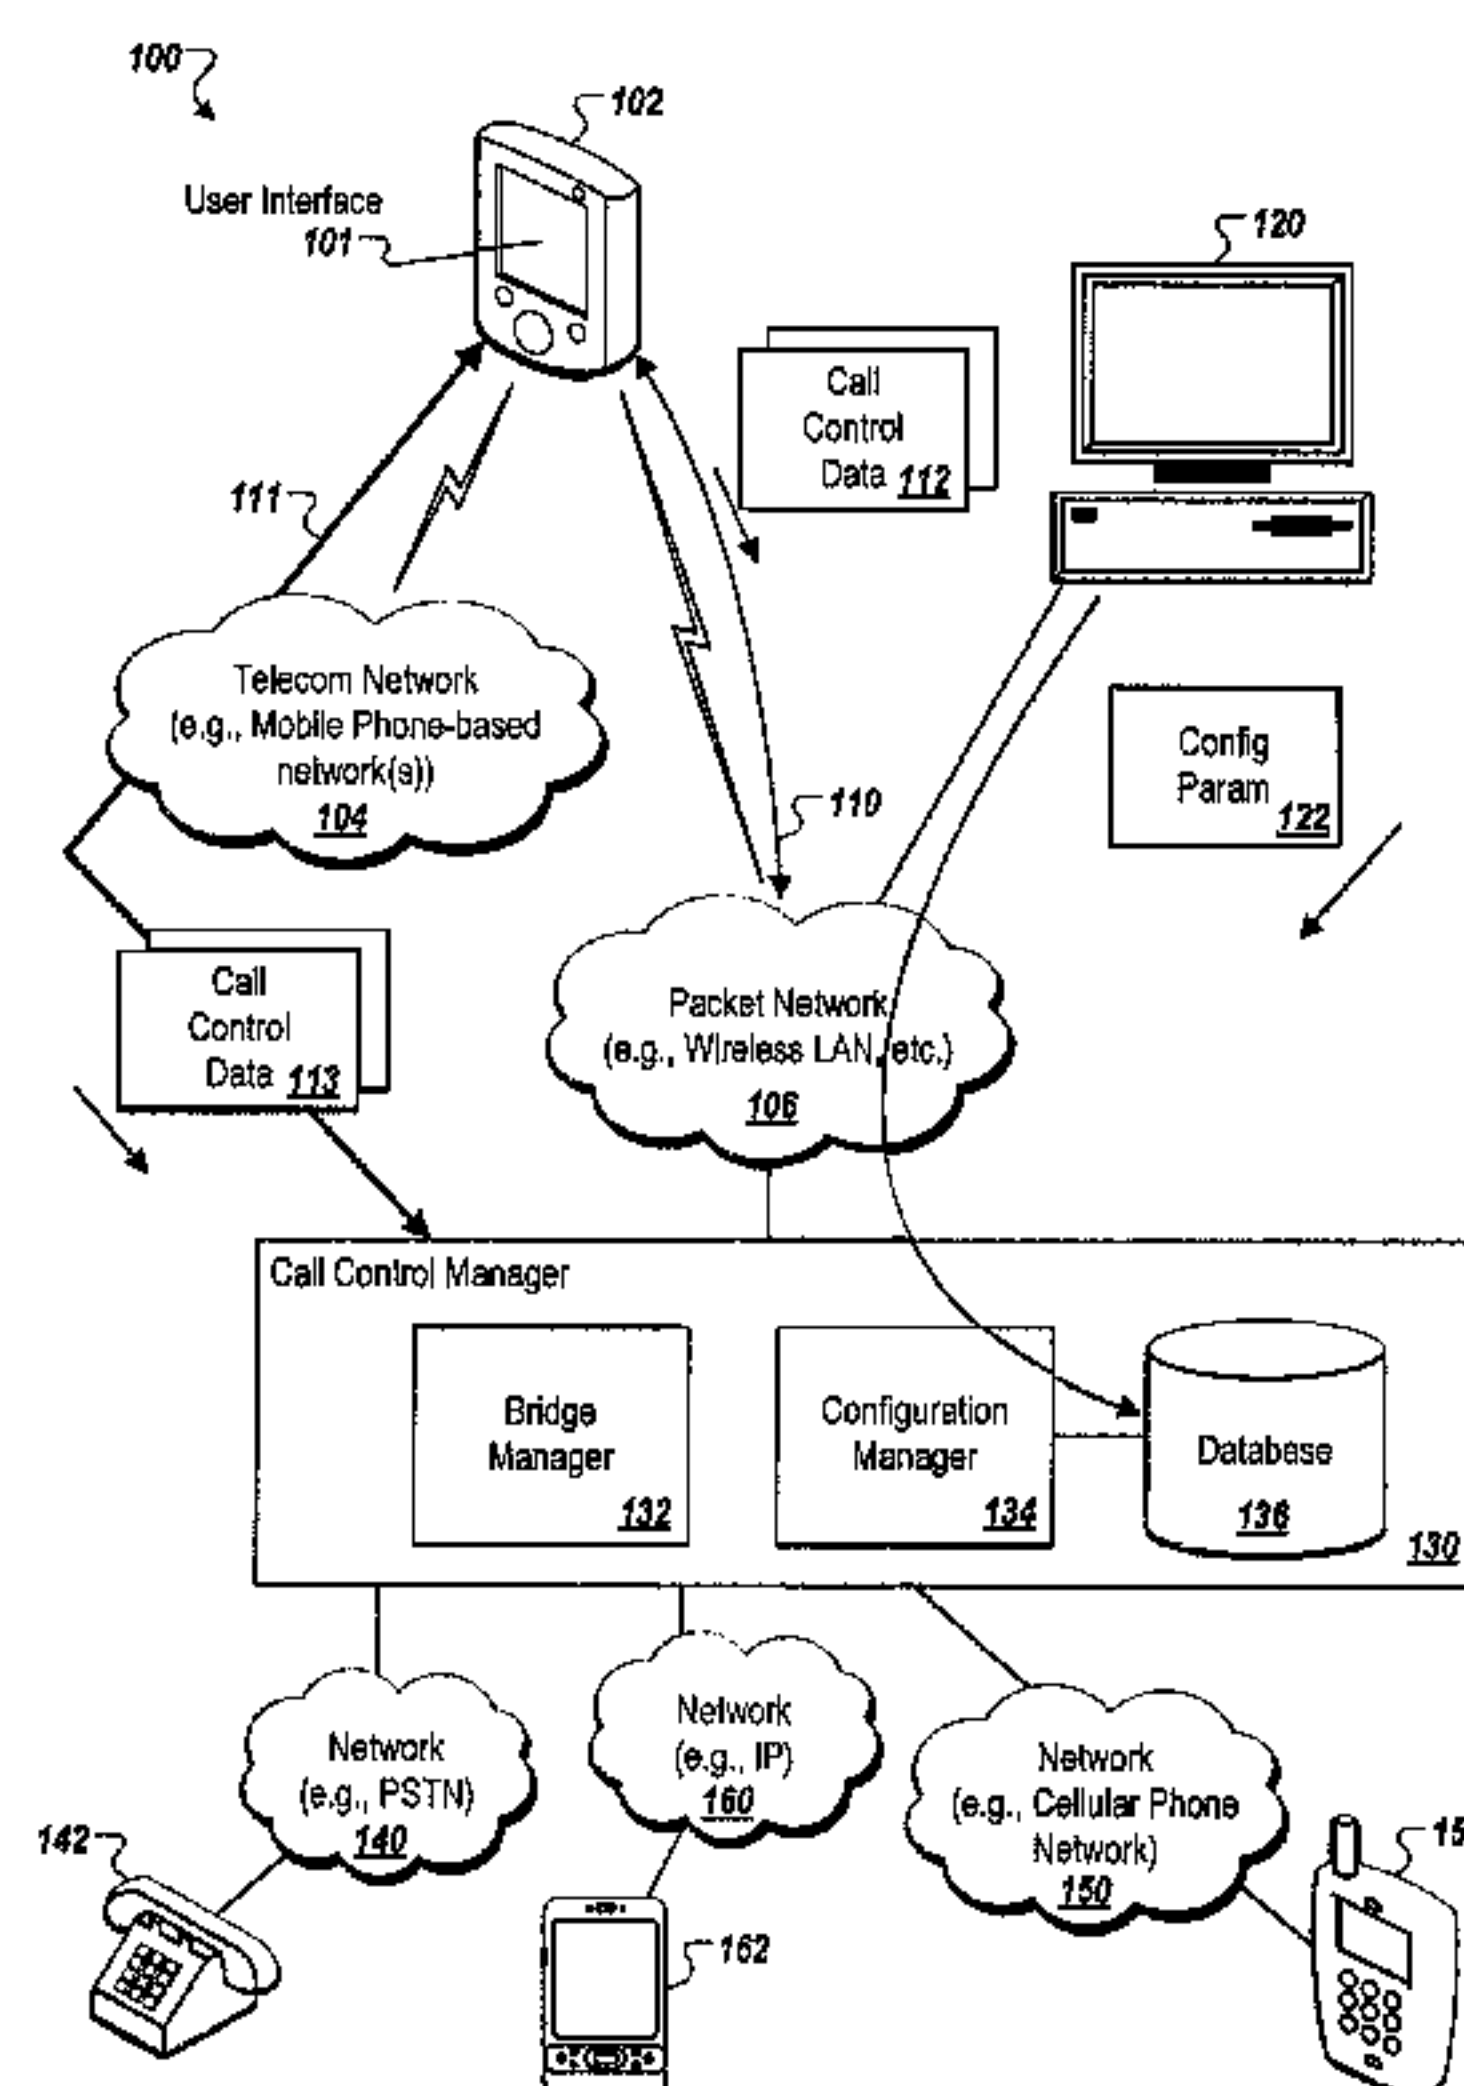 100
102
User Interface
101
120
Call
Control
Data 112
111
Telecom Network
(e.g., Mobile Phone-based
network(s))
104
Config
Param
122
110
Call
Control
Data 113
Packet Network
(e.g., Wireless LAN, etc.)
106
Call Control Manager
Bridge
Manager
132
Configuration
Manager
134
Database
136
130
Network
(e.g., PSTN)
140
Network
(e.g., IP)
160
Network
(e.g., Cellular Phone
Network)
150
142
162
15